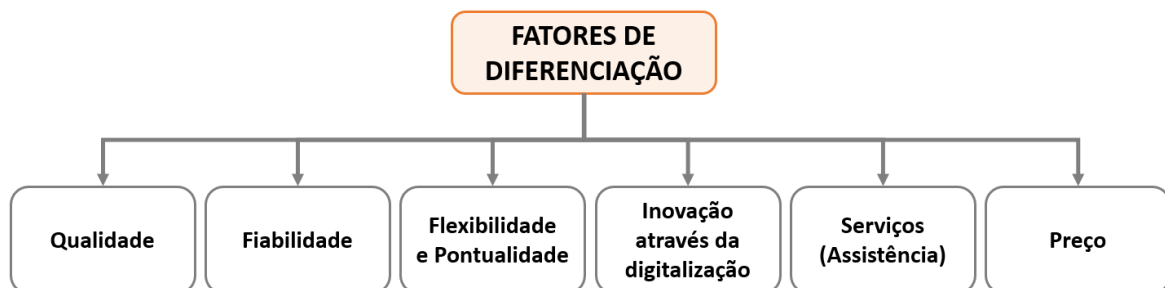 FATORES DE
DIFERENCIAÇÃO
Qualidade
Fiabilidade
Flexibilidade
e Pontualidade
Inovação
através da
digitalização
Serviços
(Assistência)
Preço